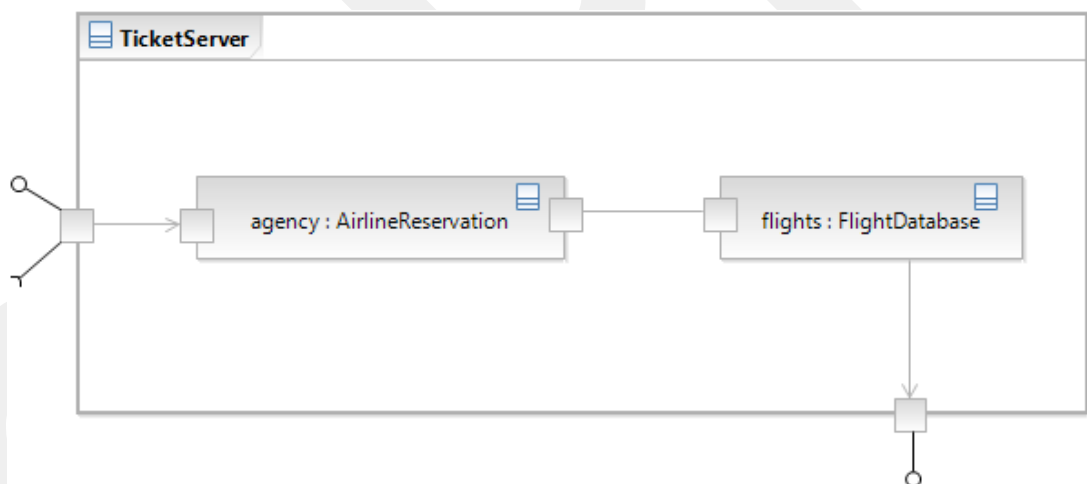 TicketServer
agency : AirlineReservation
flights : FlightDatabase